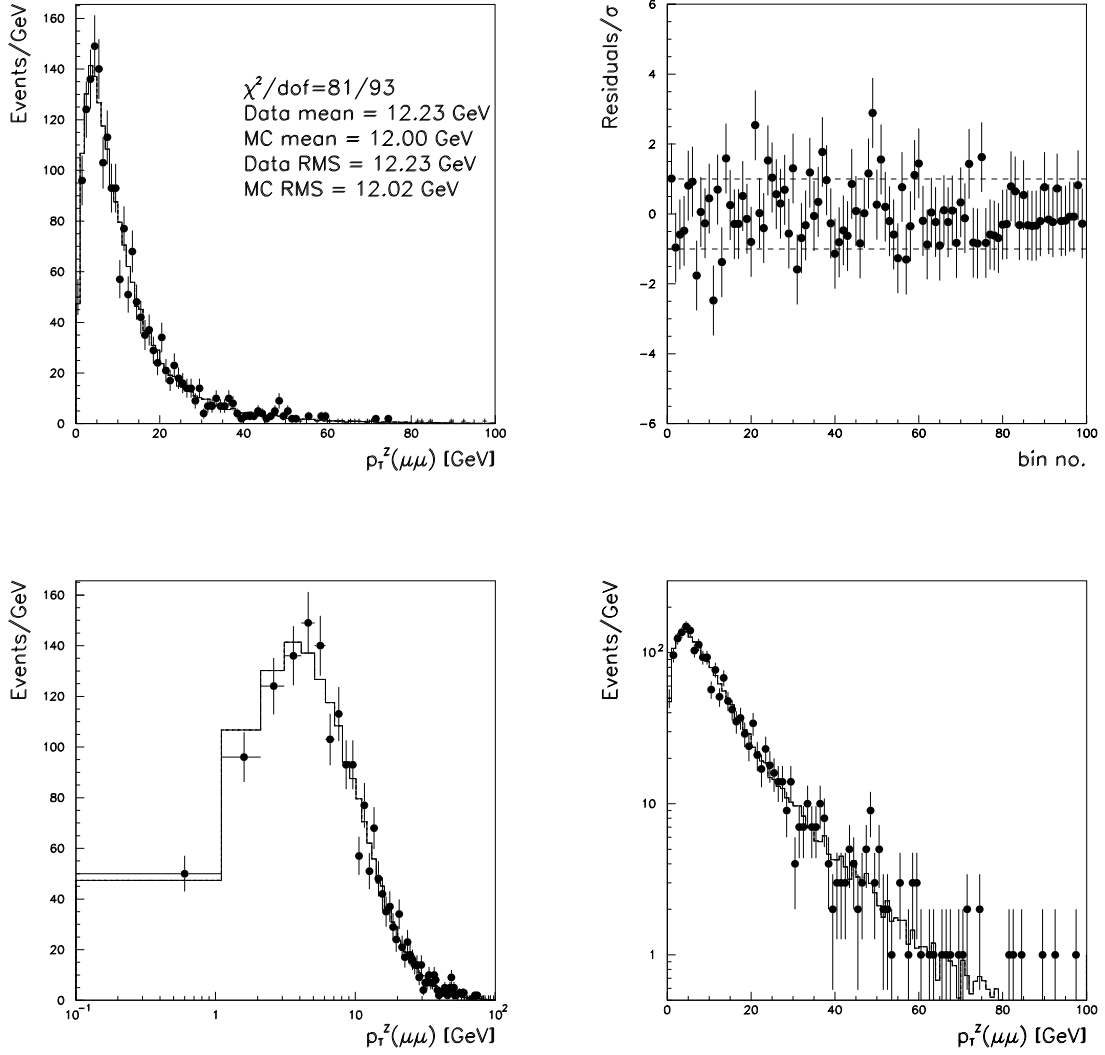 Events/GeV
160
140
120
100
80
60
40
20
0
χ²/dof=81/93
Data mean = 12.23 GeV
MC mean = 12.00 GeV
Data RMS = 12.23 GeV
MC RMS = 12.02 GeV
0 20 40 60 80 100
p_T^Z(μμ) [GeV]
Residuals/σ
6
4
2
0
-2
-4
-6
0 20 40 60 80 100
bin no.
Events/GeV
160
140
120
100
80
60
40
20
0
10⁻¹ 1 10 10²
p_T^Z(μμ) [GeV]
Events/GeV
10²
10
1
0 20 40 60 80 100
p_T^Z(μμ) [GeV]